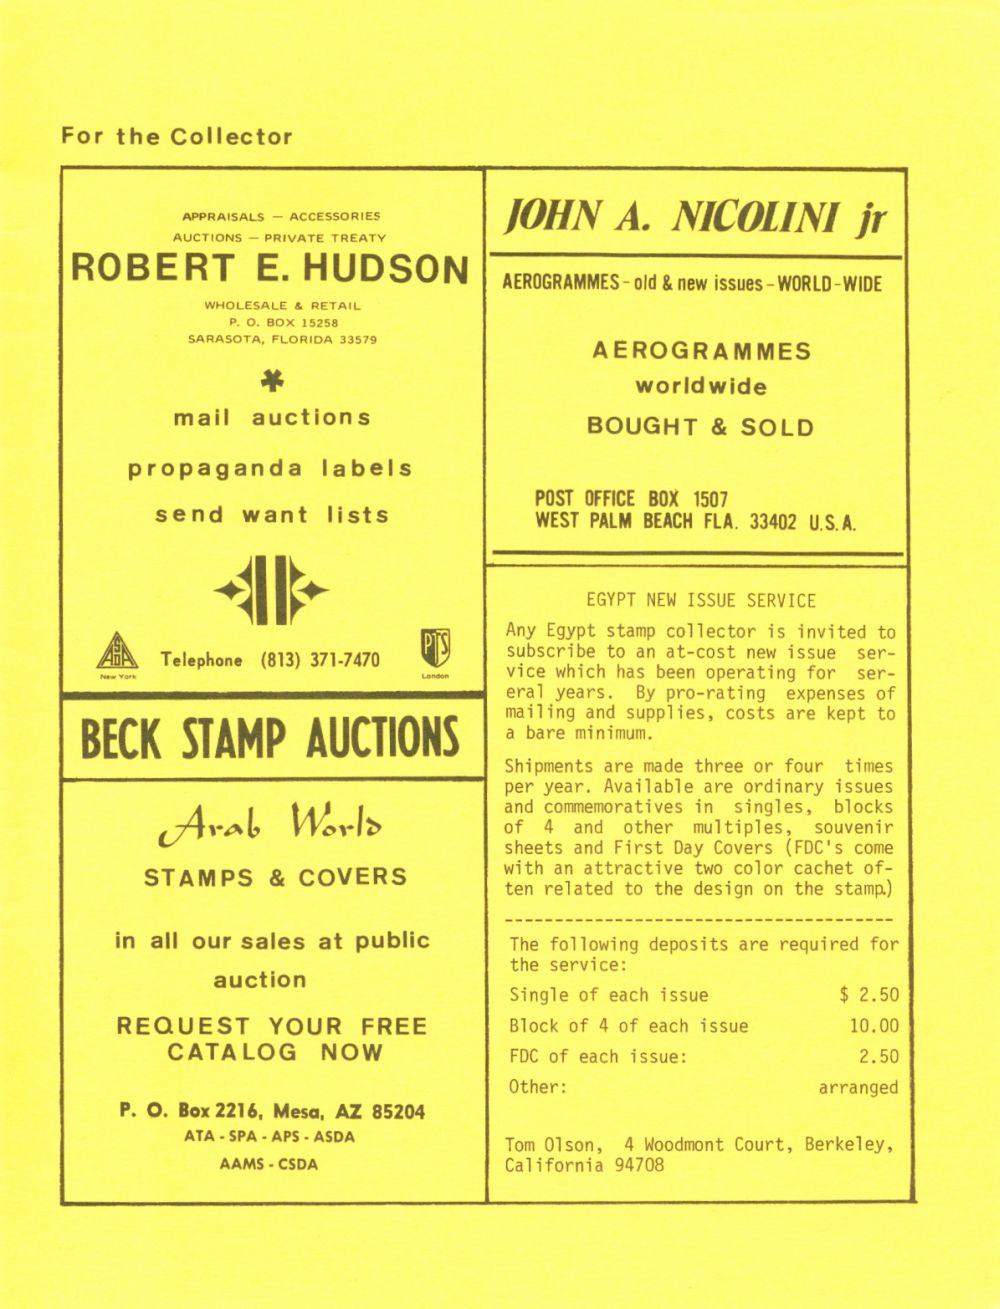 For the Collector
APPRAISALS — ACCESSORIES
AUCTIONS — PRIVATE TREATY
ROBERT E. HUDSON
WHOLESALE & RETAIL
P. O. BOX 15258
SARASOTA, FLORIDA 33579
*
mail auctions
propaganda labels
send want lists
ASDA
New York
Telephone (813) 371-7470
PTS
London
BECK STAMP AUCTIONS
Arab World
STAMPS & COVERS
in all our sales at public
auction
REQUEST YOUR FREE
CATALOG NOW
P. O. Box 2216, Mesa, AZ 85204
ATA - SPA - APS - ASDA
AAMS - CSDA
JOHN A. NICOLINI jr
AEROGRAMMES - old & new issues - WORLD - WIDE
AEROGRAMMES
worldwide
BOUGHT & SOLD
POST OFFICE BOX 1507
WEST PALM BEACH FLA. 33402 U.S.A.
EGYPT NEW ISSUE SERVICE
Any Egypt stamp collector is invited to
subscribe to an at-cost new issue ser-
vice which has been operating for ser-
eral years. By pro-rating expenses of
mailing and supplies, costs are kept to
a bare minimum.
Shipments are made three or four times
per year. Available are ordinary issues
and commemoratives in singles, blocks
of 4 and other multiples, souvenir
sheets and First Day Covers (FDC's come
with an attractive two color cachet of-
ten related to the design on the stamp.)
---------------------------------------
The following deposits are required for
the service:
Single of each issue $ 2.50
Block of 4 of each issue 10.00
FDC of each issue: 2.50
Other: arranged
Tom Olson, 4 Woodmont Court, Berkeley,
California 94708